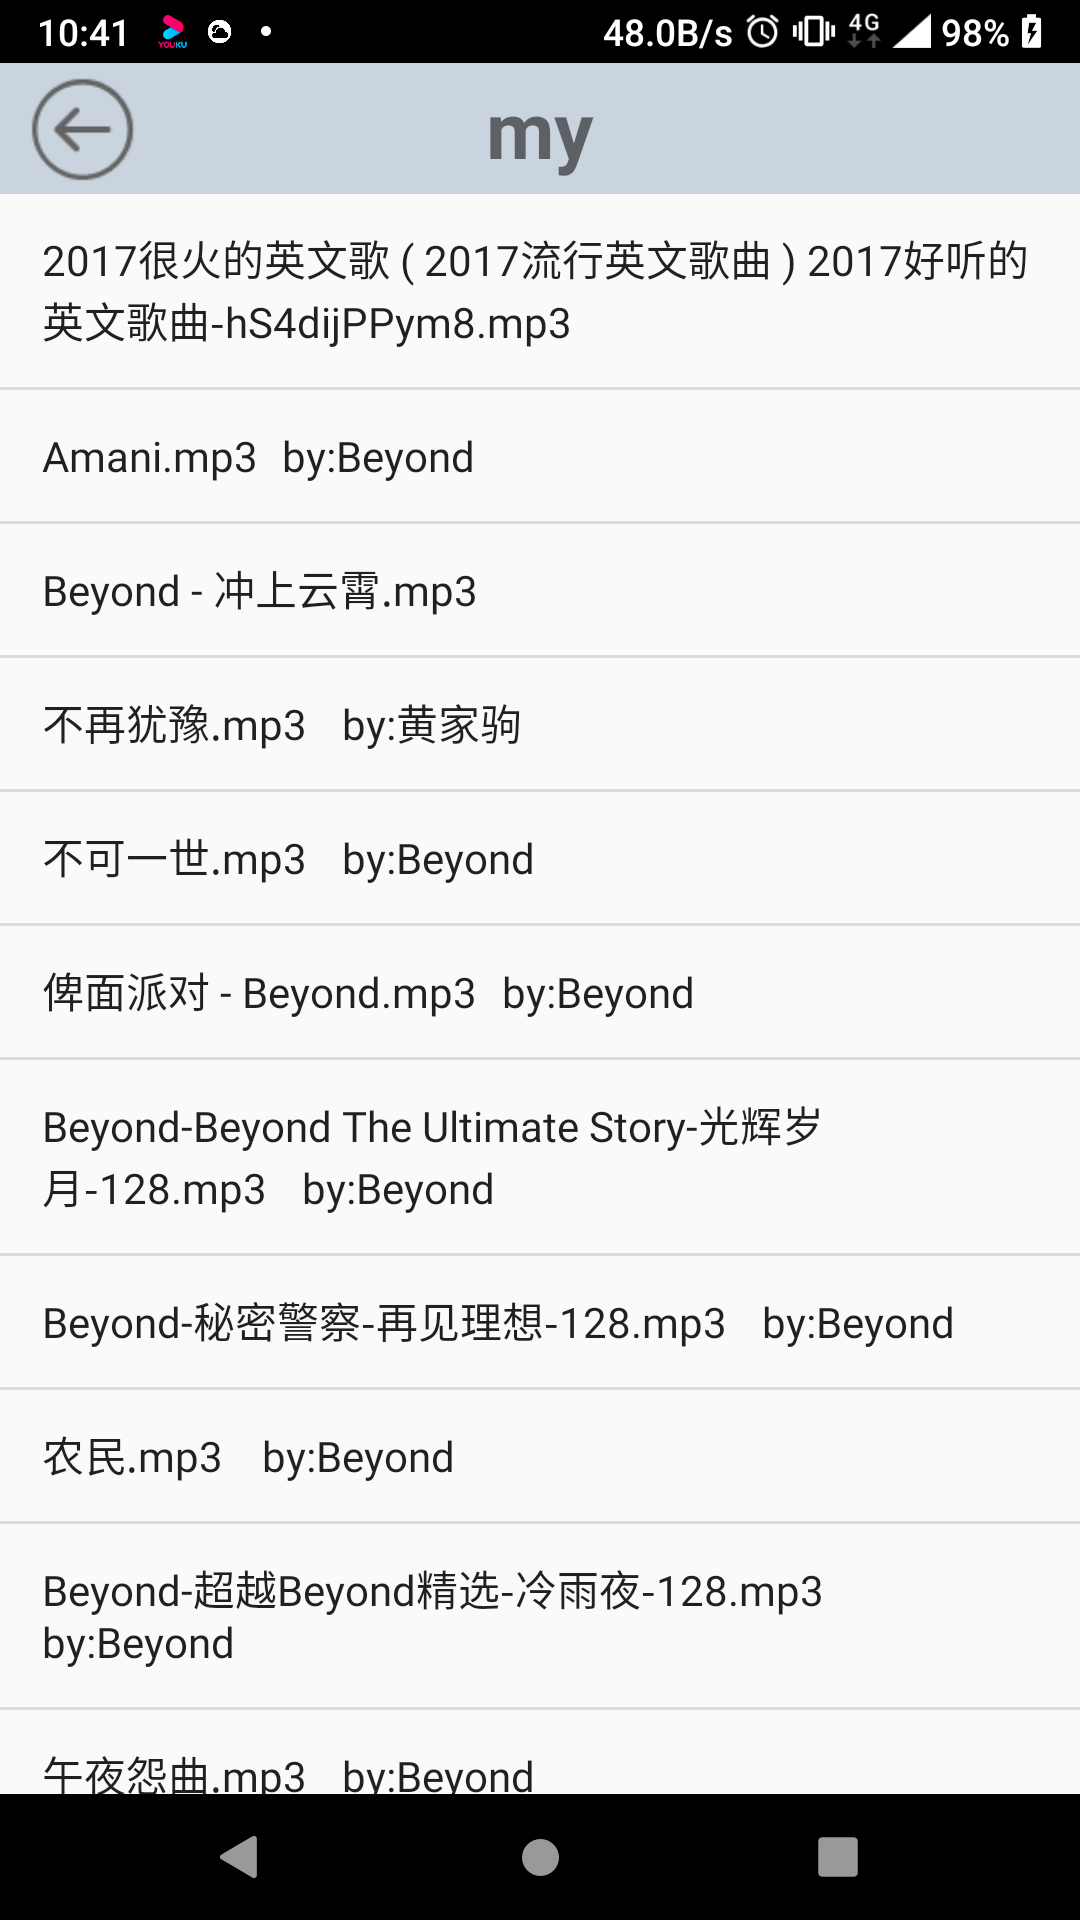 10:41 YOUKU 48.0B/s 4G 98%
my
2017很火的英文歌 ( 2017流行英文歌曲 ) 2017好听的
英文歌曲-hS4dijPPym8.mp3
Amani.mp3 by:Beyond
Beyond - 冲上云霄.mp3
不再犹豫.mp3 by:黄家驹
不可一世.mp3 by:Beyond
俾面派对 - Beyond.mp3 by:Beyond
Beyond-Beyond The Ultimate Story-光辉岁
月-128.mp3 by:Beyond
Beyond-秘密警察-再见理想-128.mp3 by:Beyond
农民.mp3 by:Beyond
Beyond-超越Beyond精选-冷雨夜-128.mp3
by:Beyond
午夜怨曲.mp3 by:Beyond